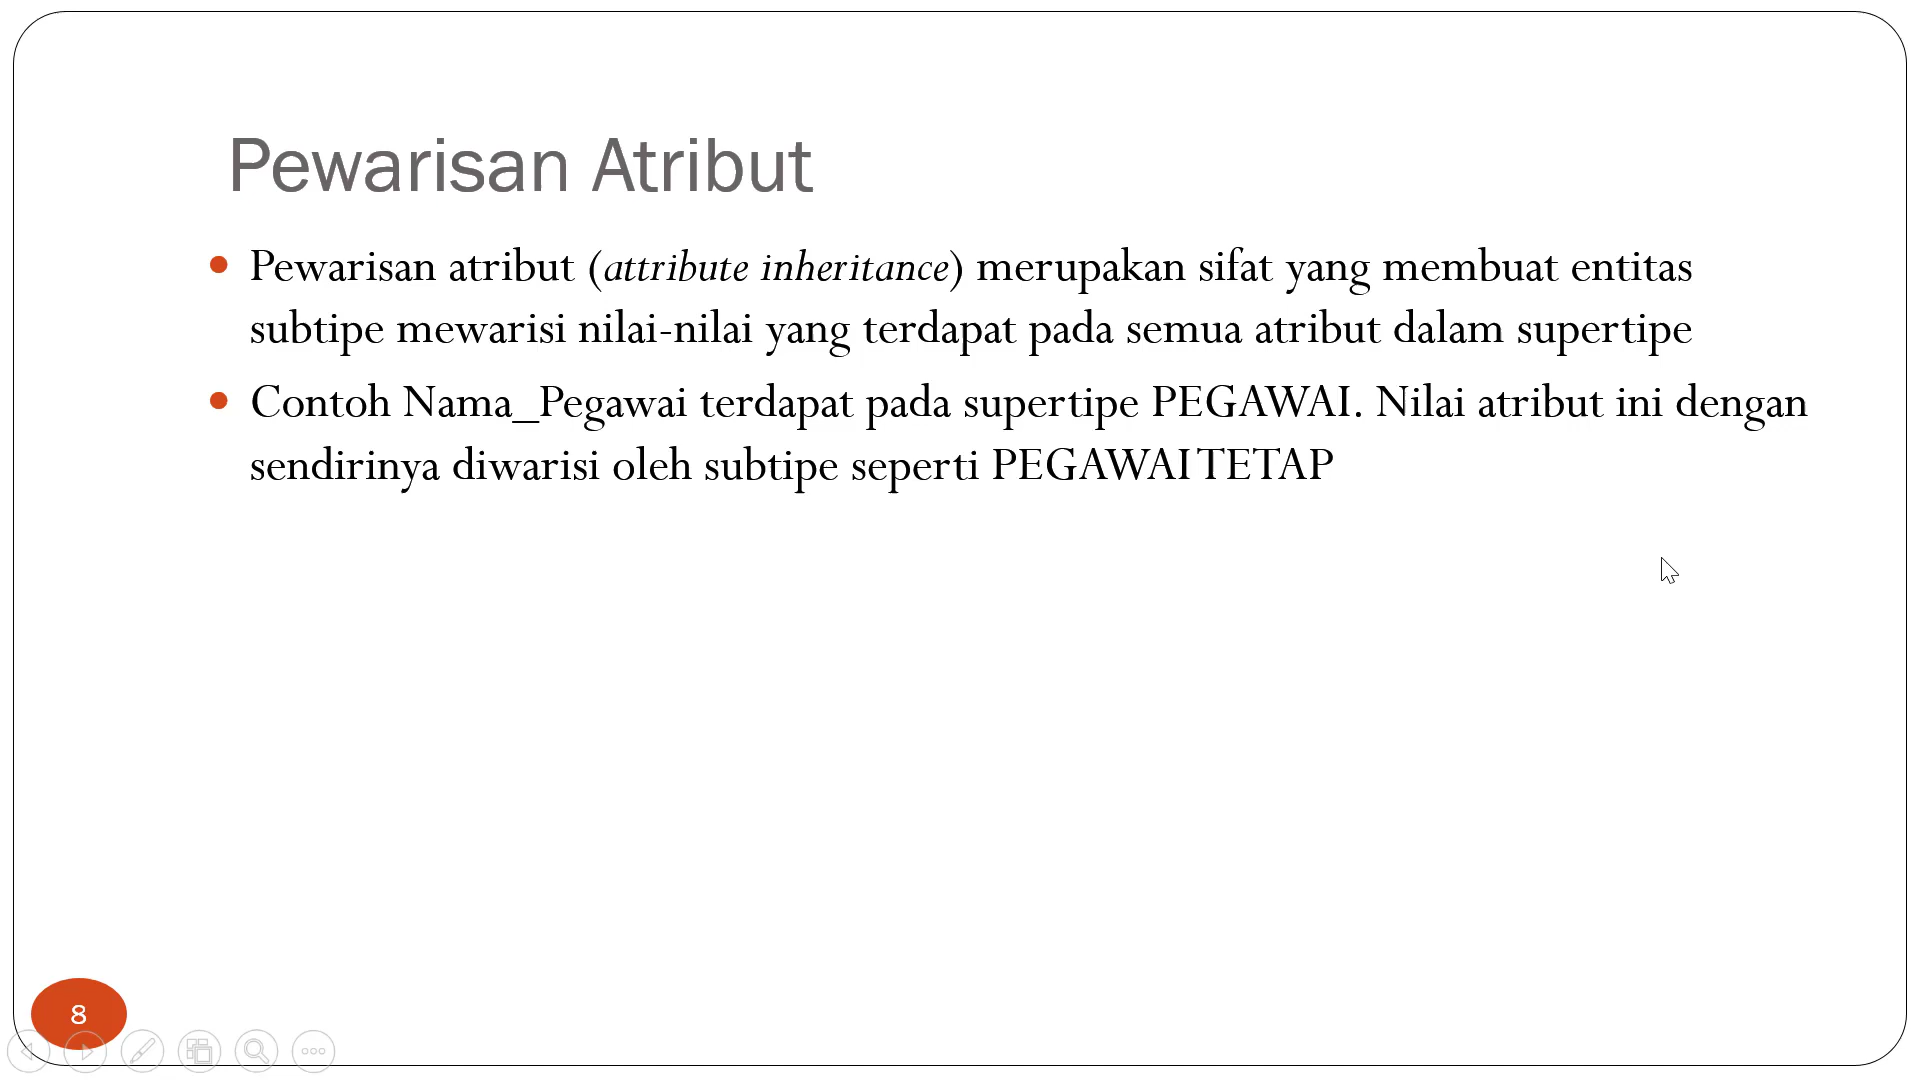 Pewarisan Atribut
Pewarisan atribut (attribute inheritance) merupakan sifat yang membuat entitas
subtipe mewarisi nilai-nilai yang terdapat pada semua atribut dalam supertipe
Contoh Nama_Pegawai terdapat pada supertipe PEGAWAI. Nilai atribut ini dengan
sendirinya diwarisi oleh subtipe seperti PEGAWAI TETAP
8